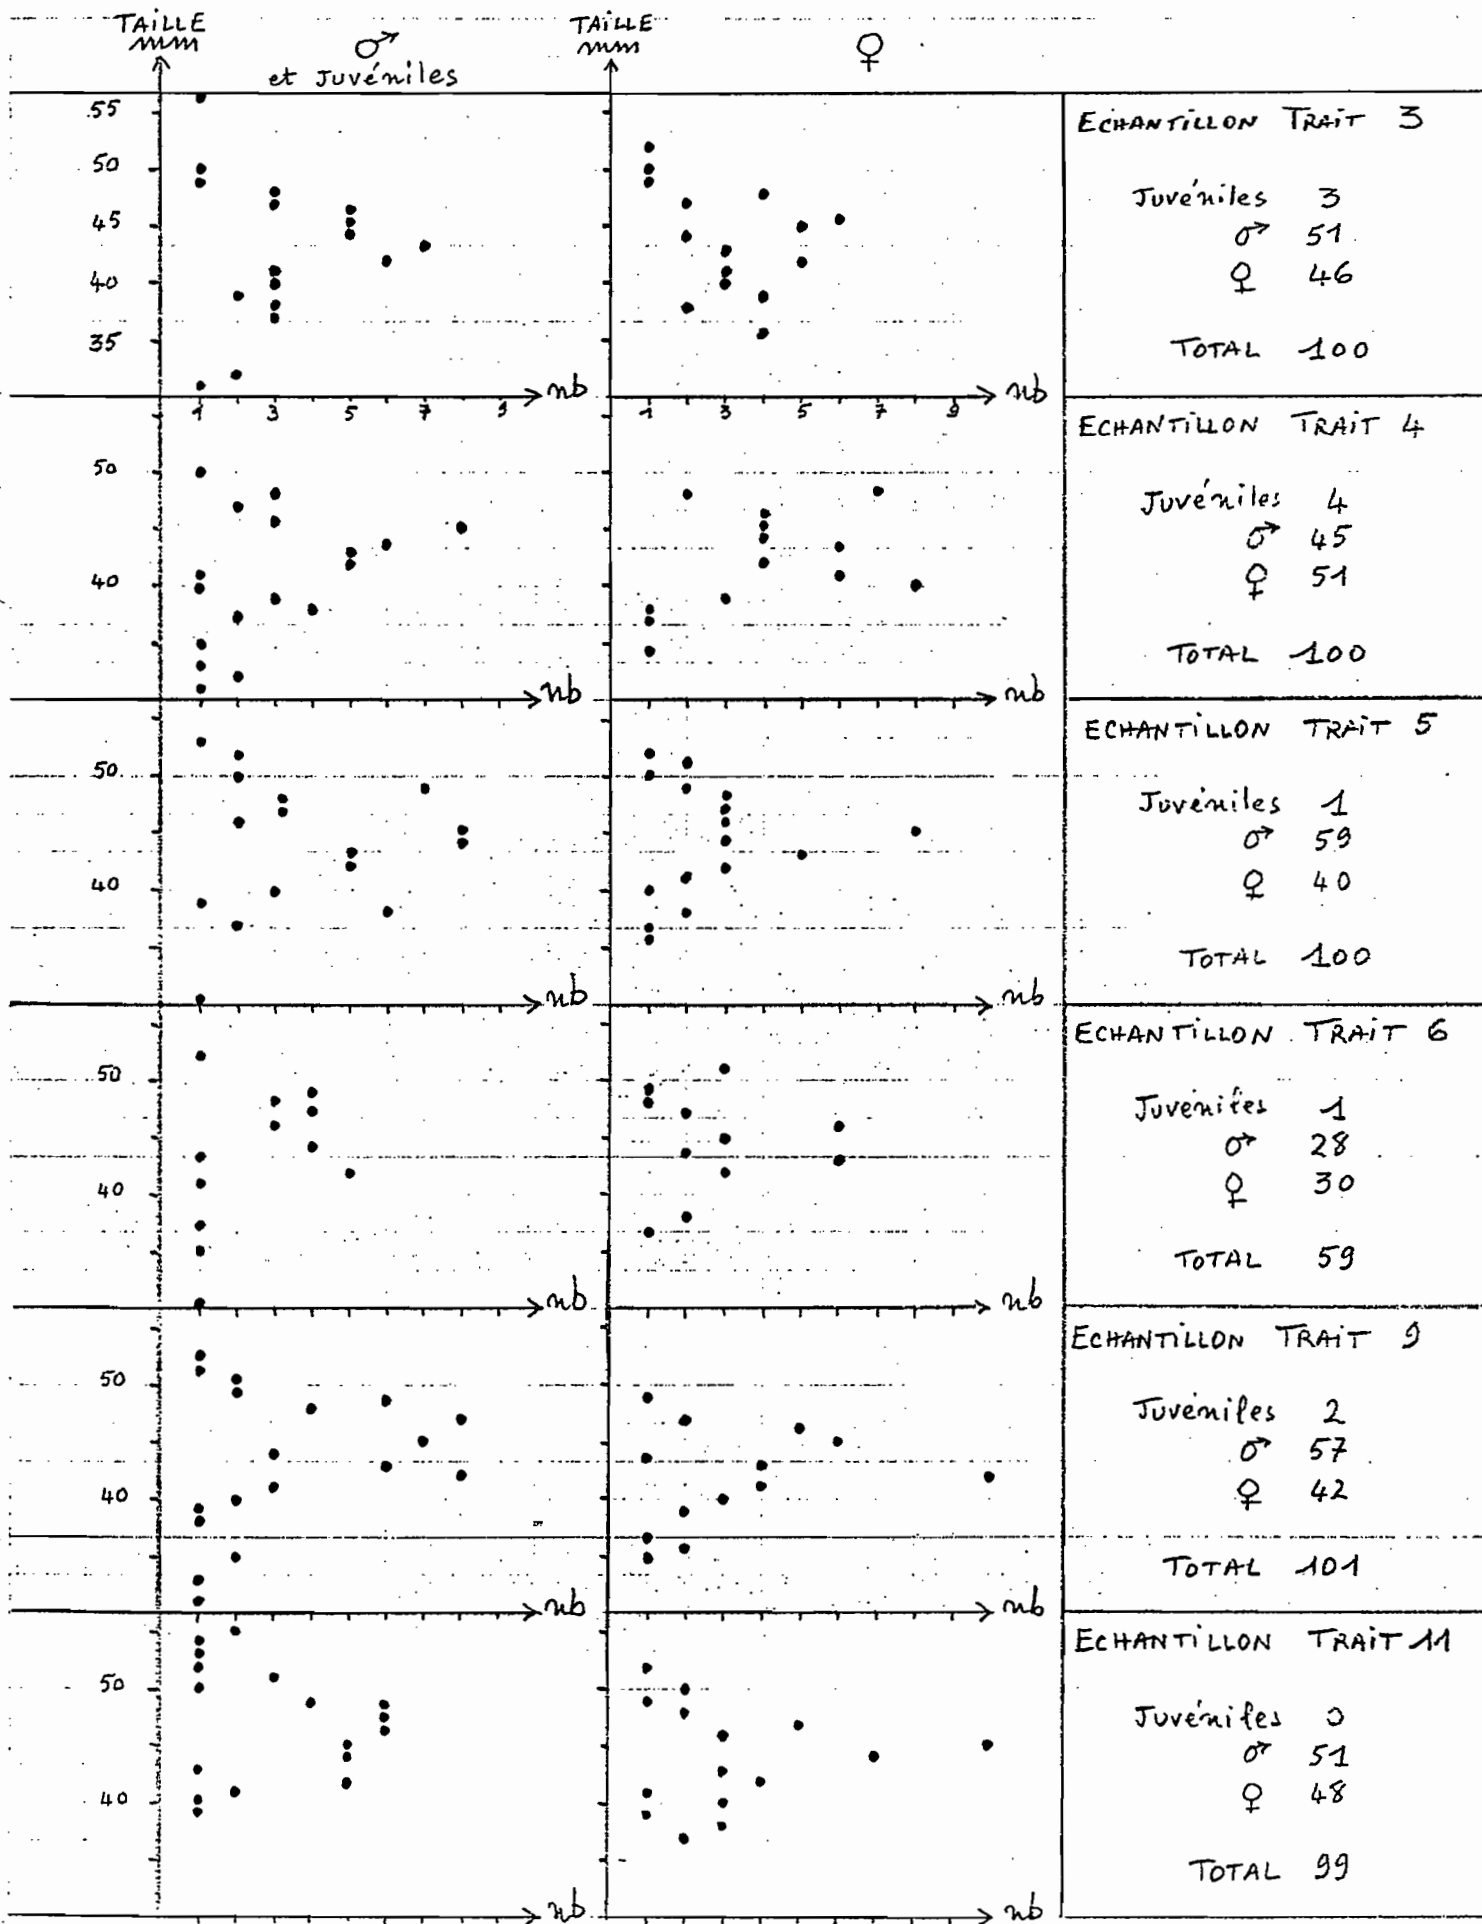 TAILLE mm ♂ et Juvéniles TAILLE mm ♀
55
50
45
40
35
nb
1 3 5 7 9
nb
1 3 5 7 9
ECHANTILLON TRAIT 3
Juvéniles 3
♂ 51
♀ 46
TOTAL 100
50
40
nb
nb
ECHANTILLON TRAIT 4
Juvéniles 4
♂ 45
♀ 51
TOTAL 100
50
40
nb
nb
ECHANTILLON TRAIT 5
Juvéniles 1
♂ 59
♀ 40
TOTAL 100
50
40
nb
nb
ECHANTILLON TRAIT 6
Juvéniles 1
♂ 28
♀ 30
TOTAL 59
50
40
nb
nb
ECHANTILLON TRAIT 9
Juvéniles 2
♂ 57
♀ 42
TOTAL 101
50
40
nb
nb
ECHANTILLON TRAIT 11
Juvéniles 0
♂ 51
♀ 48
TOTAL 99